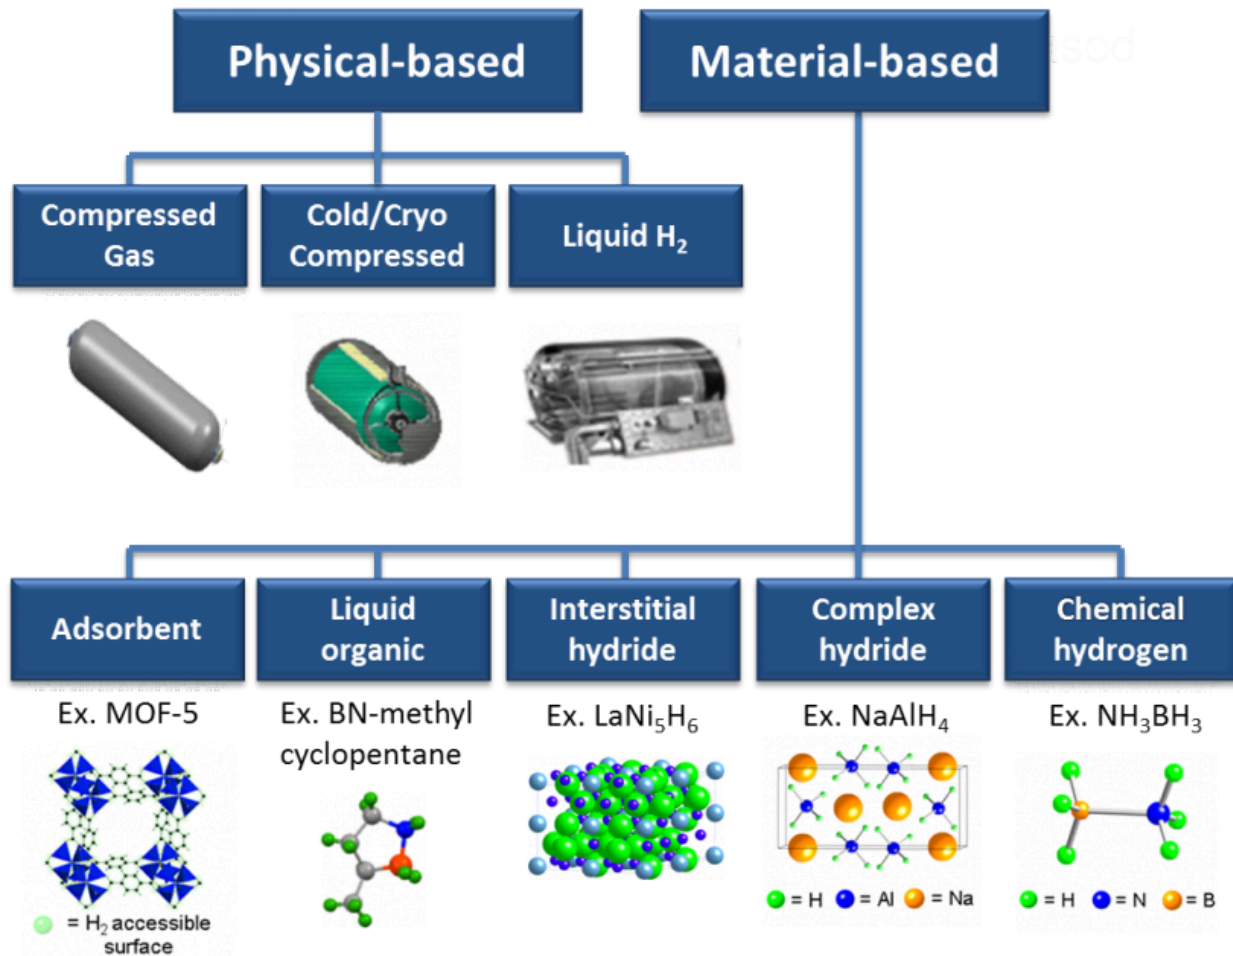 Physical-based
Material-based
Compressed
Gas
Cold/Cryo
Compressed
Liquid H₂
Adsorbent
Liquid
organic
Interstitial
hydride
Complex
hydride
Chemical
hydrogen
Ex. MOF-5
Ex. BN-methyl
cyclopentane
Ex. LaNi₅H₆
Ex. NaAlH₄
Ex. NH₃BH₃
= H₂ accessible
surface
= H = Al = Na
= H = N = B